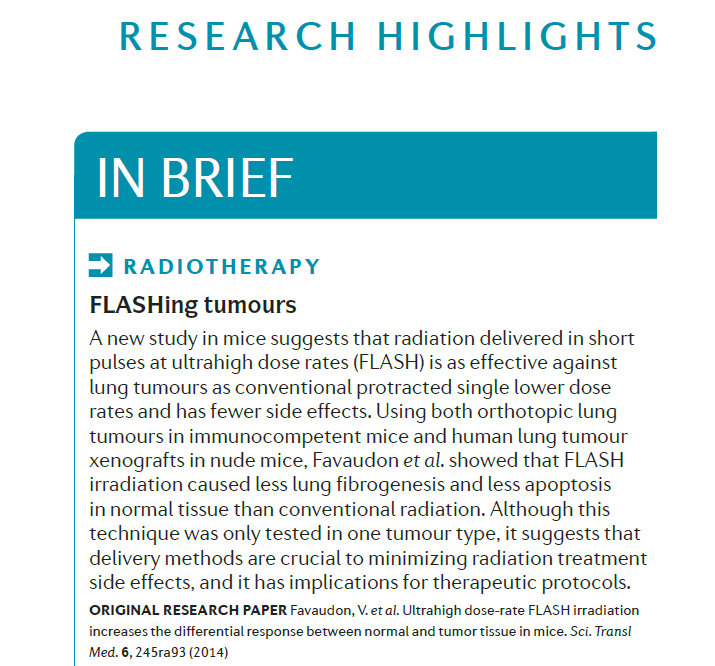 RESEARCH HIGHLIGHTS
IN BRIEF
RADIOTHERAPY
FLASHing tumours
A new study in mice suggests that radiation delivered in short
pulses at ultrahigh dose rates (FLASH) is as effective against
lung tumours as conventional protracted single lower dose
rates and has fewer side effects. Using both orthotopic lung
tumours in immunocompetent mice and human lung tumour
xenografts in nude mice, Favaudon et al. showed that FLASH
irradiation caused less lung fibrogenesis and less apoptosis
in normal tissue than conventional radiation. Although this
technique was only tested in one tumour type, it suggests that
delivery methods are crucial to minimizing radiation treatment
side effects, and it has implications for therapeutic protocols.
ORIGINAL RESEARCH PAPER Favaudon, V. et al. Ultrahigh dose-rate FLASH irradiation
increases the differential response between normal and tumor tissue in mice. Sci. Transl
Med. 6, 245ra93 (2014)